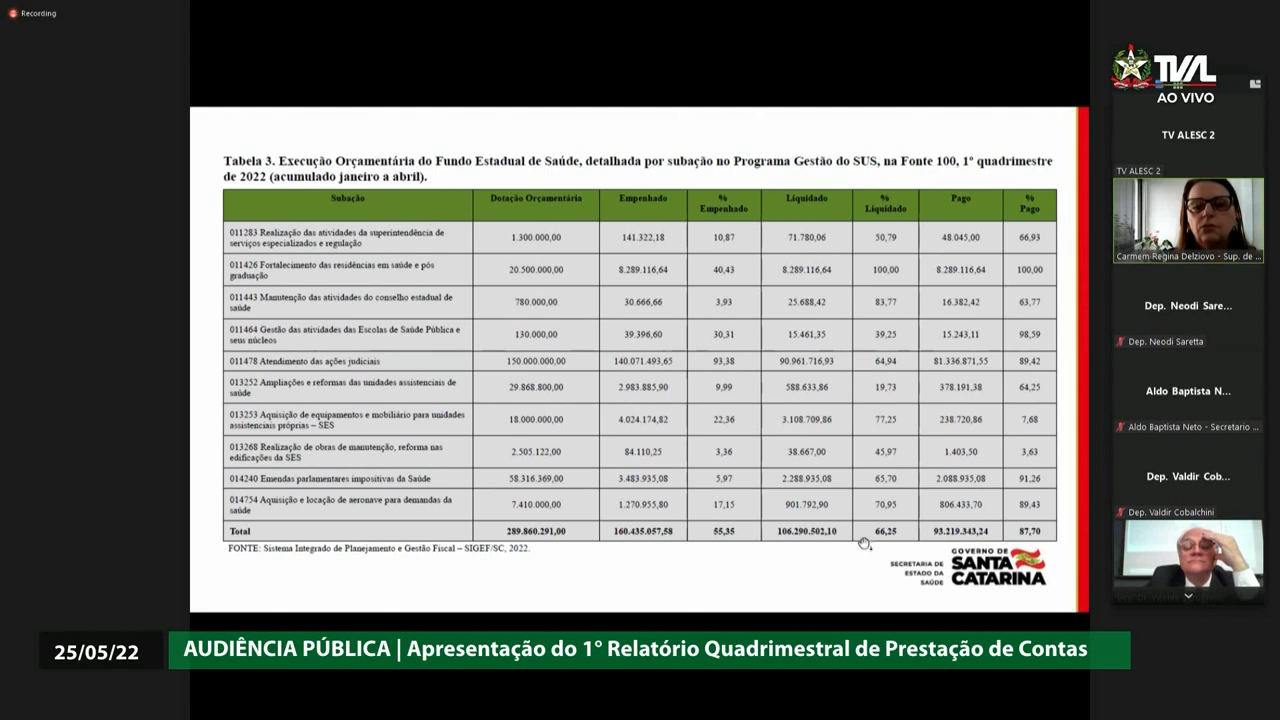 Recording
TVAL
AO VIVO
TV ALESC 2
TV ALESC 2
Carmem Regina Delziovo - Sup. de ...
Dep. Neodi Sare...
Dep. Neodi Saretta
Aldo Baptista N...
Aldo Baptista Neto - Secretario ...
Dep. Valdir Cob...
Dep. Valdir Cobalchini
Tabela 3. Execução Orçamentária do Fundo Estadual de Saúde, detalhada por subação no Programa Gestão do SUS, na Fonte 100, 1º quadrimestre
de 2022 (acumulado janeiro a abril).
Subação Dotação Orçamentária Empenhado % Empenhado Liquidado % Liquidado Pago % Pago
011283 Realização das atividades da superintendência de
serviços especializados e regulação 1.300.000,00 141.322,18 10,87 71.780,06 50,79 48.045,00 66,93
011426 Fortalecimento das residências em saúde e pós
graduação 20.500.000,00 8.289.116,64 40,43 8.289.116,64 100,00 8.289.116,64 100,00
011443 Manutenção das atividades do conselho estadual de
saúde 780.000,00 30.666,66 3,93 25.688,42 83,77 16.382,42 63,77
011464 Gestão das atividades das Escolas de Saúde Pública e
seus núcleos 130.000,00 39.396,60 30,31 15.461,35 39,25 15.243,11 98,59
011478 Atendimento das ações judiciais 150.000.000,00 140.071.493,65 93,38 90.961.716,93 64,94 81.336.871,55 89,42
013252 Ampliações e reformas das unidades assistenciais de
saúde 29.868.800,00 2.983.885,90 9,99 588.633,86 19,73 378.191,38 64,25
013253 Aquisição de equipamentos e mobiliário para unidades
assistenciais próprias – SES 18.000.000,00 4.024.174,82 22,36 3.108.709,86 77,25 238.720,86 7,68
013268 Realização de obras de manutenção, reforma nas
edificações da SES 2.505.122,00 84.110,25 3,36 38.667,00 45,97 1.403,50 3,63
014240 Emendas parlamentares impositivas da Saúde 58.316.369,00 3.483.935,08 5,97 2.288.935,08 65,70 2.088.935,08 91,26
014754 Aquisição e locação de aeronave para demandas da
saúde 7.410.000,00 1.270.955,80 17,15 901.792,90 70,95 806.433,70 89,43
Total 289.860.291,00 160.435.057,58 55,35 106.290.502,10 66,25 93.219.343,24 87,70
FONTE: Sistema Integrado de Planejamento e Gestão Fiscal – SIGEF/SC, 2022.
SECRETARIA DE
ESTADO DA
SAÚDE
GOVERNO DE
SANTA
CATARINA
25/05/22
AUDIÊNCIA PÚBLICA | Apresentação do 1° Relatório Quadrimestral de Prestação de Contas